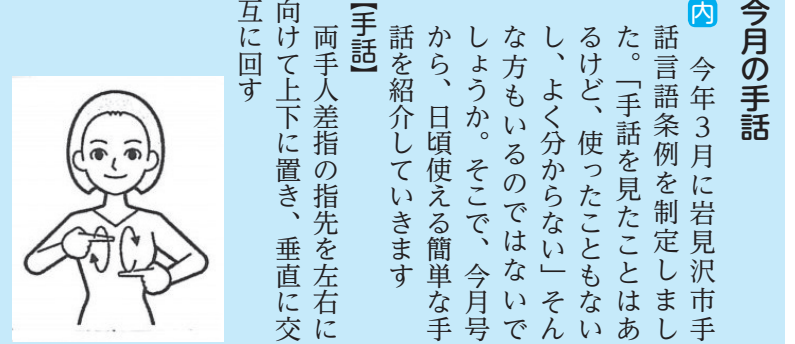 今月の手話
内　今年３月に岩見沢市手
話言語条例を制定しまし
た。「手話を見たことはあ
るけど、使ったこともない
し、よく分からない」そん
な方もいるのではないで
しょうか。そこで、今月号
から、日頃使える簡単な手
話を紹介していきます
【手話】
両手人差指の指先を左右に
向けて上下に置き、垂直に交
互に回す